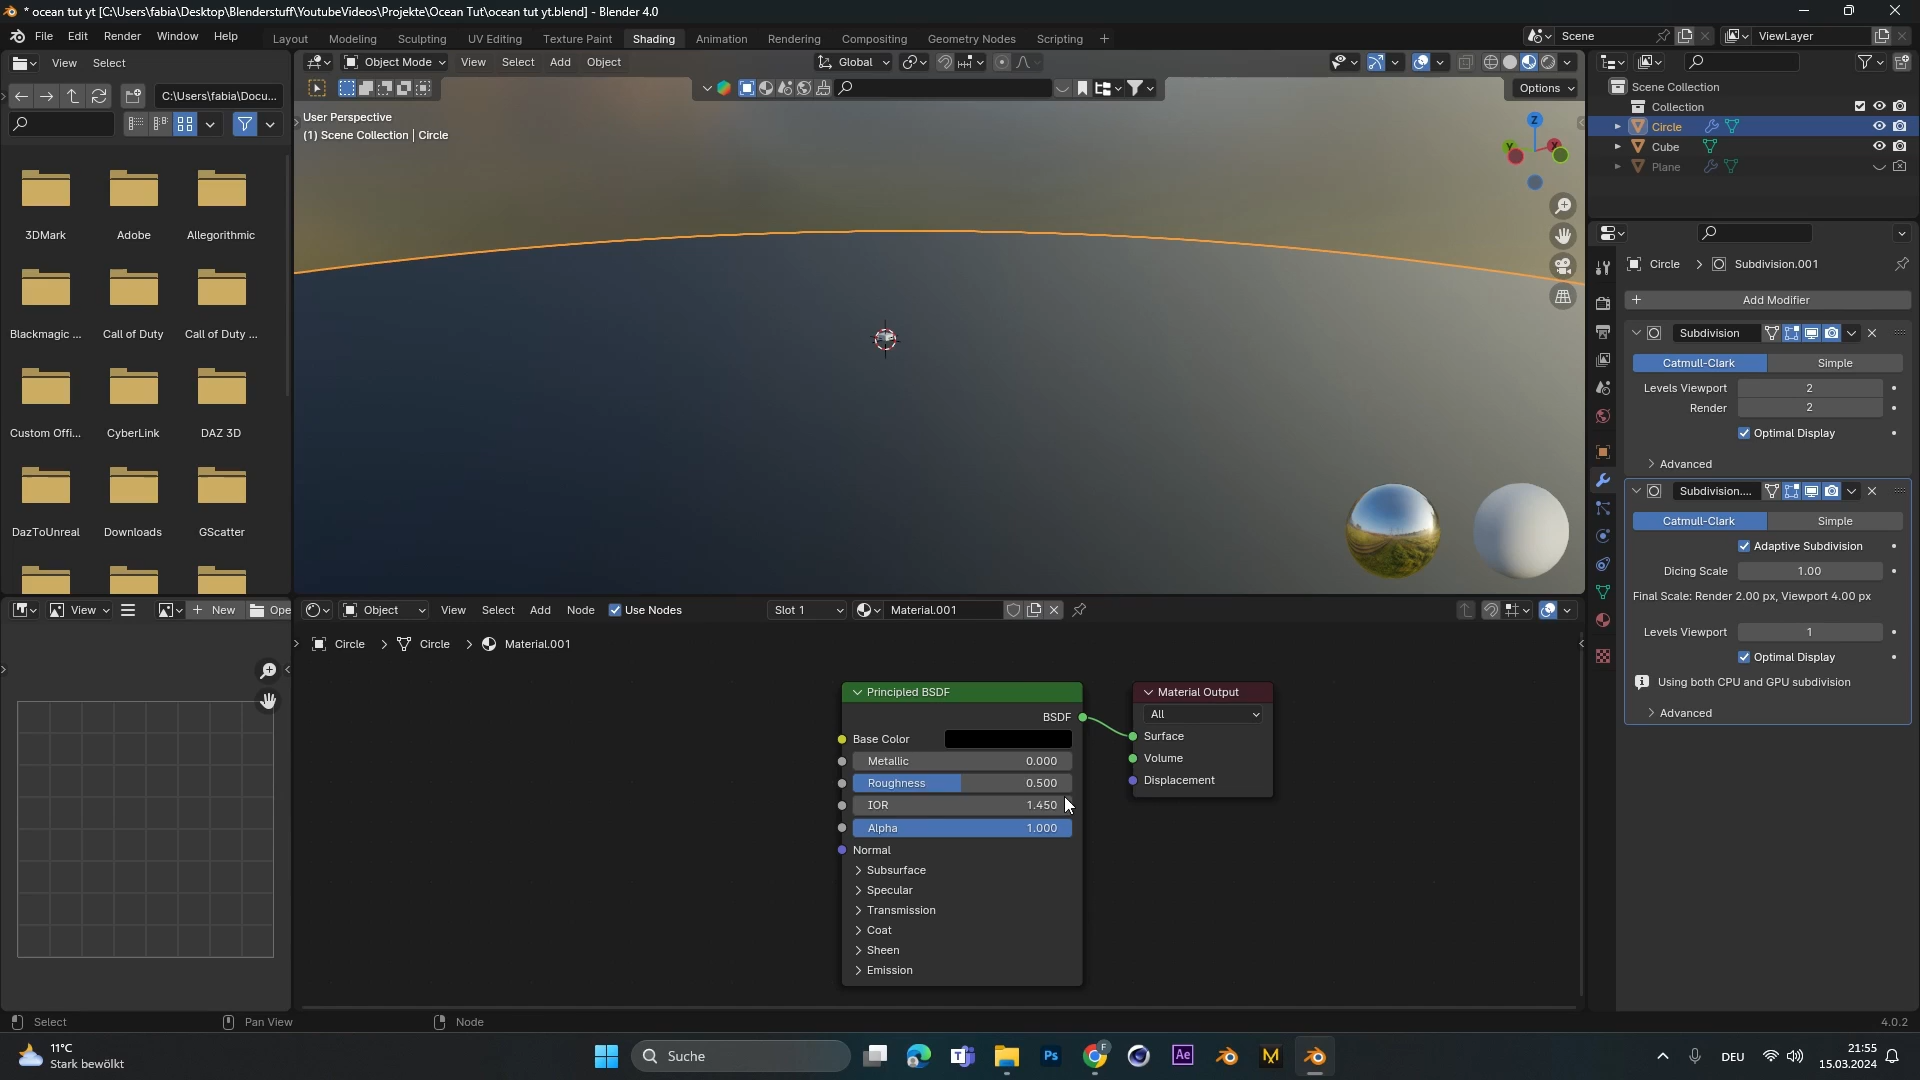 * ocean tut yt [C:\Users\fabia\Desktop\Blenderstuff\YoutubeVideos\Projekte\Ocean Tut\ocean tut yt.blend] - Blender 4.0
File Edit Render Window Help Layout Modeling Sculpting UV Editing Texture Paint Shading Animation Rendering Compositing Geometry Nodes Scripting + Scene ViewLayer
View Select Object Mode View Select Add Object Global
C:\Users\fabia\Docu... Options
User Perspective
(1) Scene Collection | Circle
Z
Y
X
Scene Collection
Collection
Circle
Cube
Plane
3DMark Adobe Allegorithmic
Blackmagic ... Call of Duty Call of Duty ...
Custom Offi... CyberLink DAZ 3D
DazToUnreal Downloads GScatter
Circle > Subdivision.001
+ Add Modifier
Subdivision
Catmull-Clark Simple
Levels Viewport 2
Render 2
Optimal Display
Advanced
Subdivision....
Catmull-Clark Simple
Adaptive Subdivision
Dicing Scale 1.00
Final Scale: Render 2.00 px, Viewport 4.00 px
Levels Viewport 1
Optimal Display
Using both CPU and GPU subdivision
Advanced
View + New Ope
Object View Select Add Node Use Nodes Slot 1 Material.001
Circle > Circle > Material.001
Principled BSDF
BSDF
Base Color
Metallic 0.000
Roughness 0.500
IOR 1.450
Alpha 1.000
Normal
Subsurface
Specular
Transmission
Coat
Sheen
Emission
Material Output
All
Surface
Volume
Displacement
Select Pan View Node 4.0.2
11°C
Stark bewölkt
Suche
F
Ps
Ae
M
DEU
21:55
15.03.2024